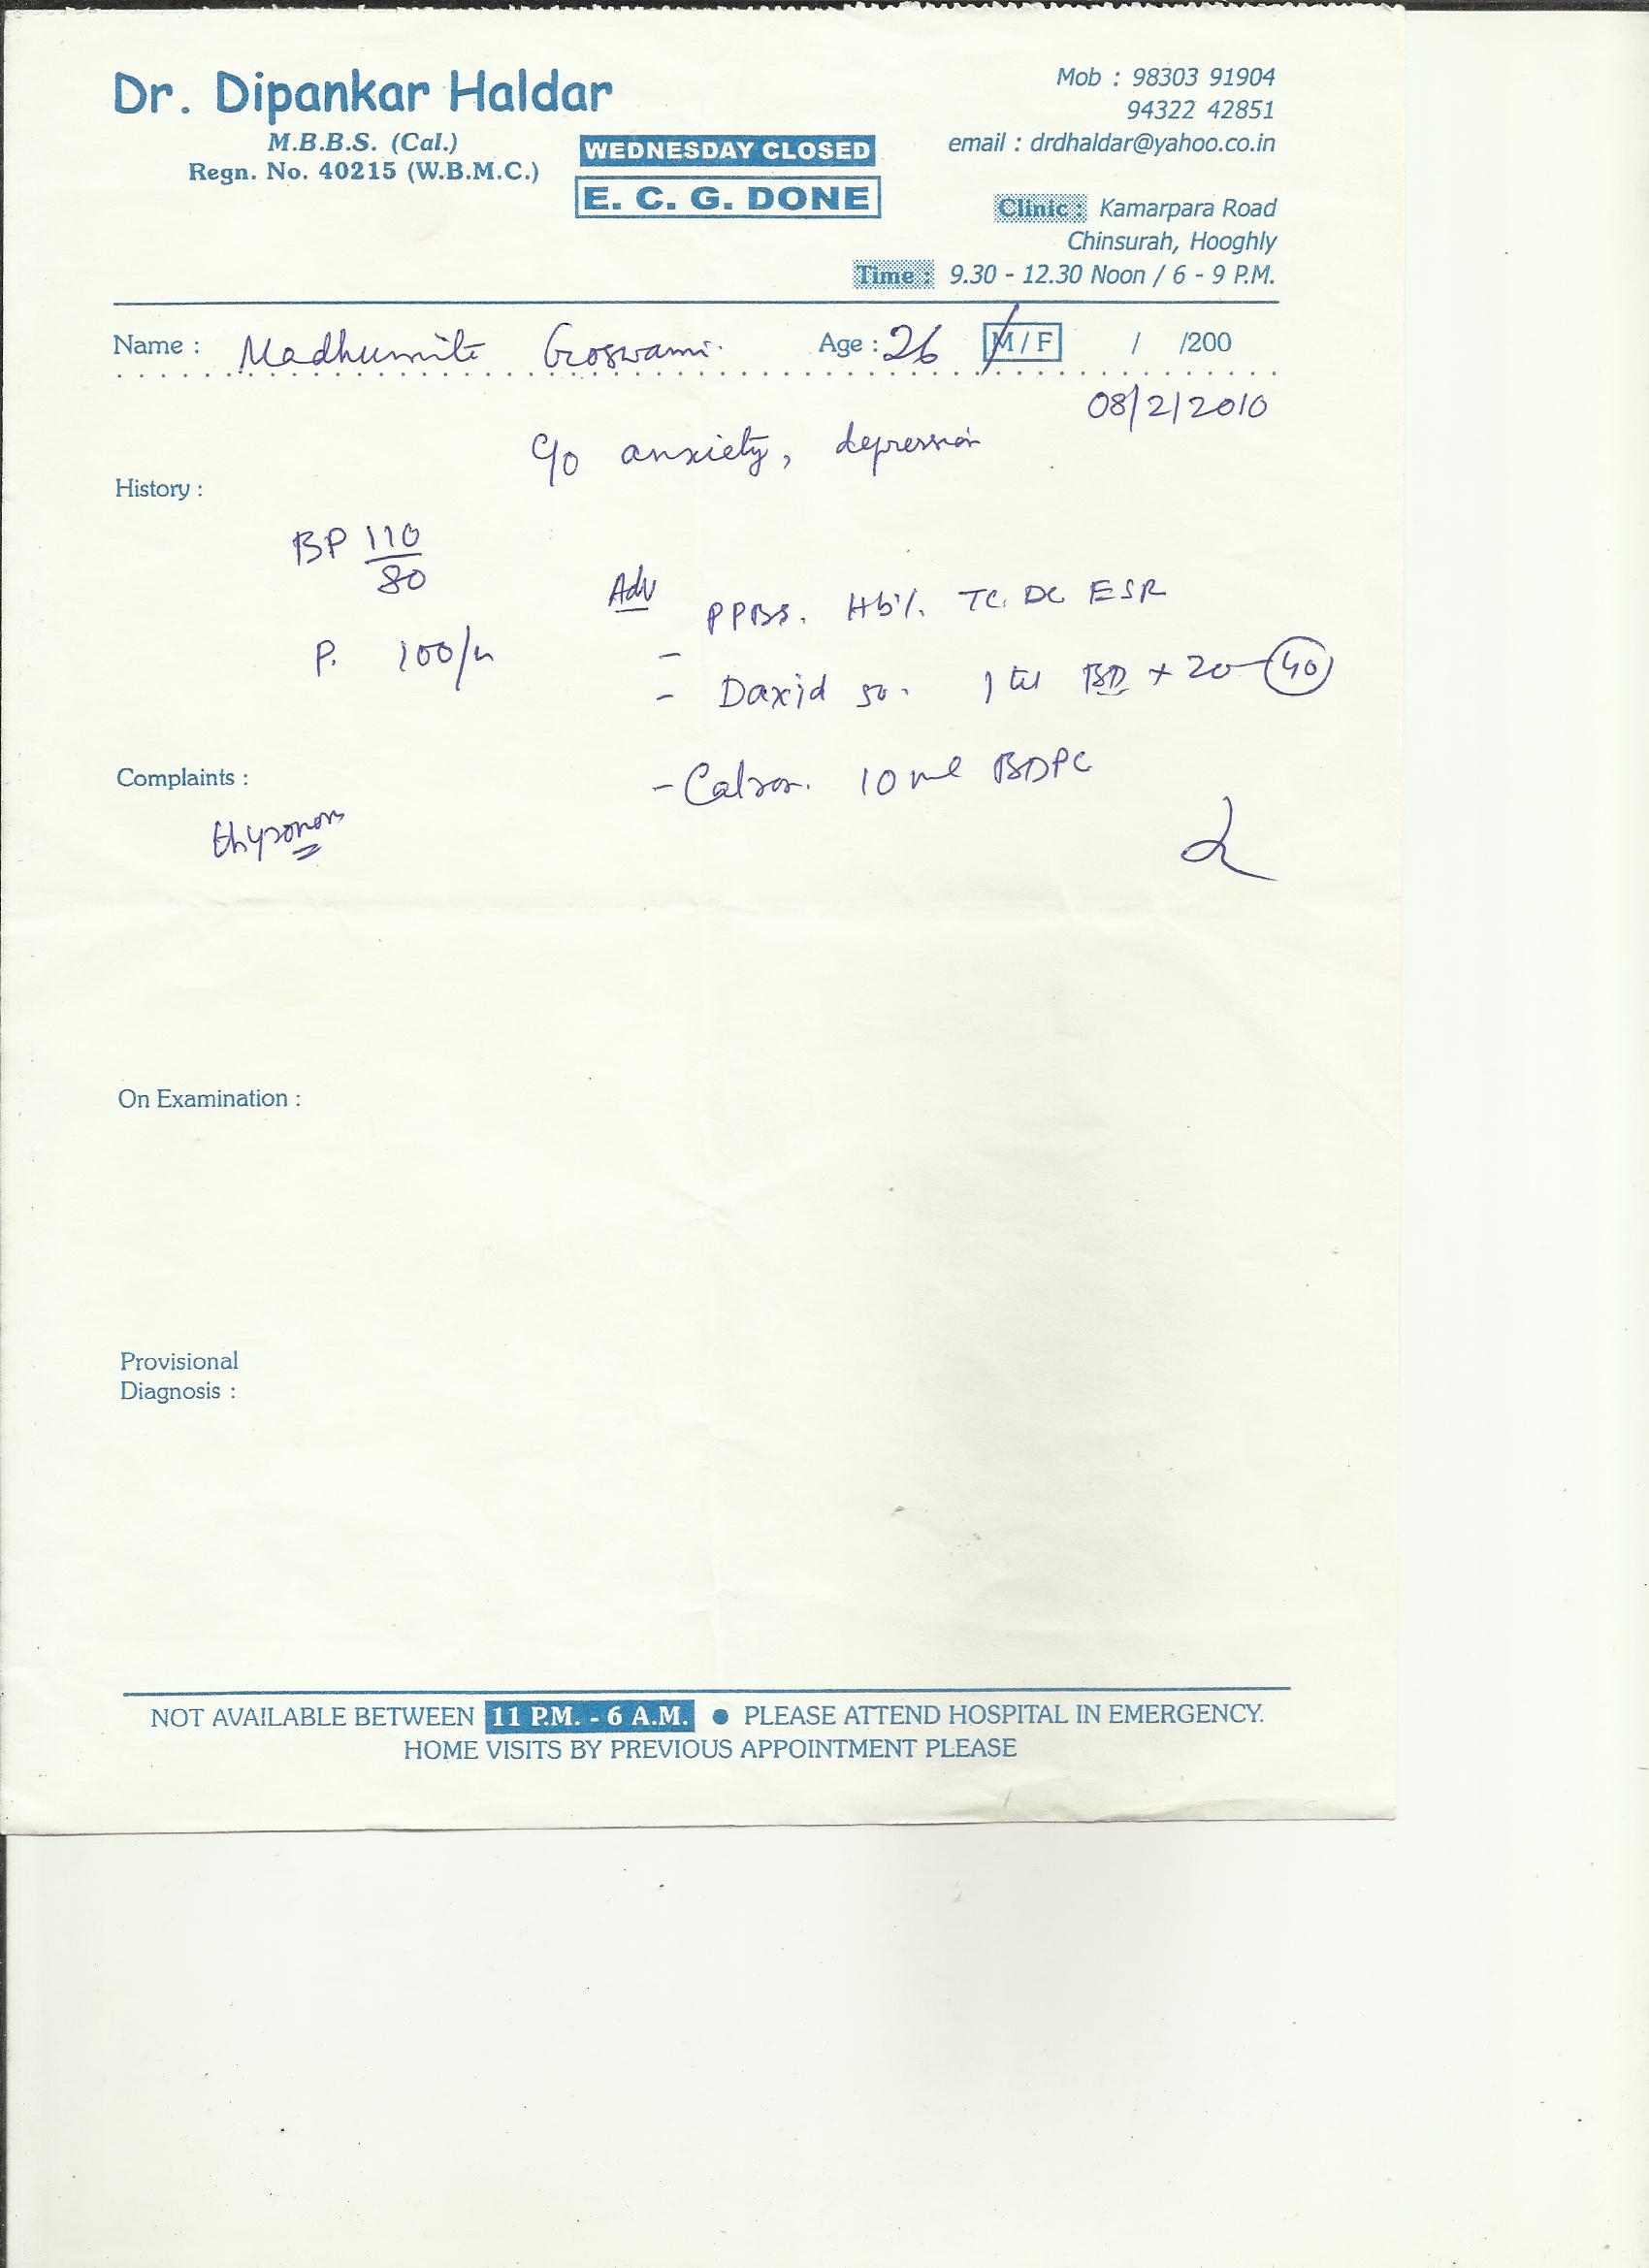 Dr. Dipankar Haldar
M.B.B.S. (Cal.)
Regn. No. 40215 (W.B.M.C.)
WEDNESDAY CLOSED
E. C. G. DONE
Mob : 98303 91904
94322 42851
email : drdhaldar@yahoo.co.in
Clinic : Kamarpara Road
Chinsurah, Hooghly
Time : 9.30 - 12.30 Noon / 6 - 9 P.M.
Name : Madhumita Goswami. Age : 26 M / F / /200
08/2/2010
C/o anxiety, depression
History :
BP 110/80
Adv PPBS. Hb%. TC. DC ESR
P. 100/
- Daxid 50. 1 BD + 20 40
Complaints :
- 10 ml BDPC
NOT AVAILABLE BETWEEN 11 P.M. - 6 A.M. ● PLEASE ATTEND HOSPITAL IN EMERGENCY.
On Examination :
Provisional
Diagnosis :
HOME VISITS BY PREVIOUS APPOINTMENT PLEASE